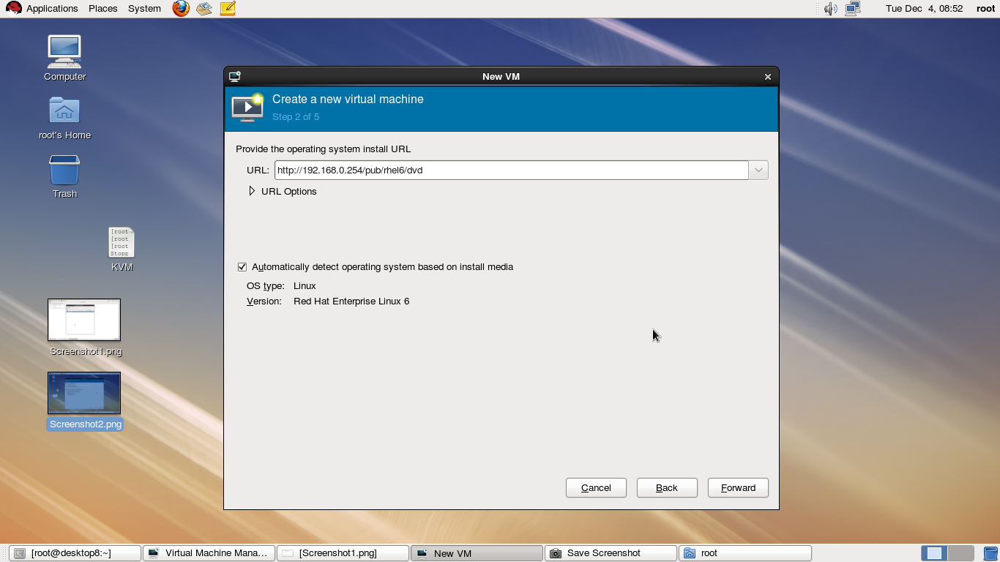 Applications Places System Tue Dec 4, 08:52 root
Computer
root's Home
Trash
[root
[root
[root
Stopp
KVM
Screenshot1.png
Screenshot2.png
New VM
Create a new virtual machine
Step 2 of 5
Provide the operating system install URL
URL: http://192.168.0.254/pub/rhel6/dvd
URL Options
Automatically detect operating system based on install media
OS type: Linux
Version: Red Hat Enterprise Linux 6
Cancel Back Forward
[root@desktop8:~] Virtual Machine Mana... [Screenshot1.png] New VM Save Screenshot root